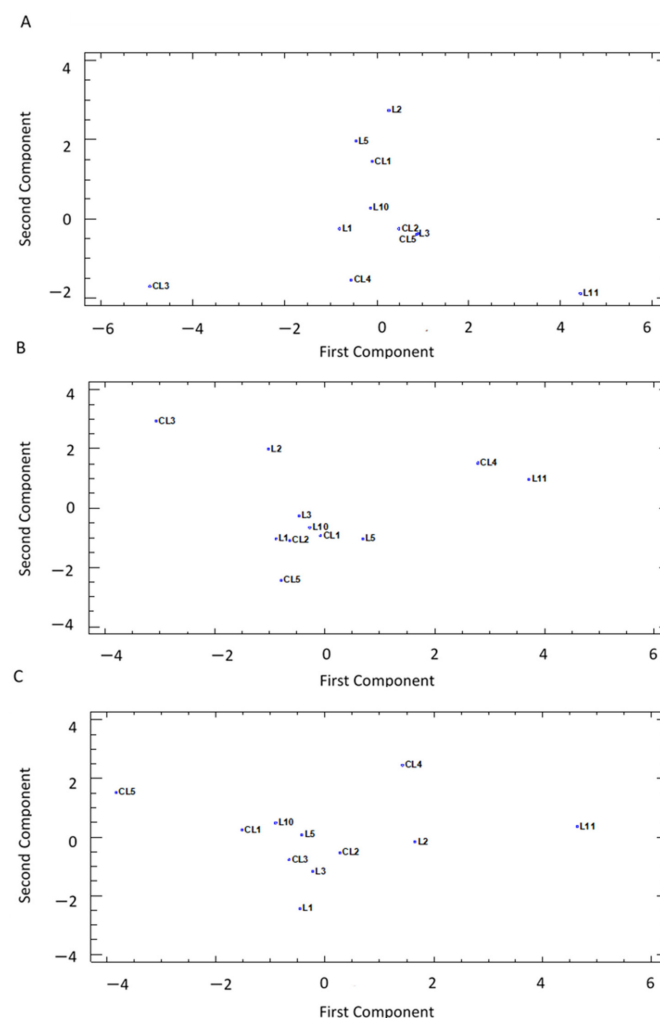 A
4
L2
L5
2
CL1
Second Component
L10
0
L1 CL2
CL5 L3
CL4
CL3 L11
−2
−6 −4 −2 0 2 4 6
First Component
B
4
CL3
2
L2
CL4
L11
Second Component
0
L3
L10
L1 CL2 CL1 L5
−2
CL5
−4
−4 −2 0 2 4 6
First Component
C
4
CL4
2
CL5
Second Component
L10
CL1 L5 L11
0
L2
CL2
CL3
L3
−2
L1
−4
−4 −2 0 2 4 6
First Component